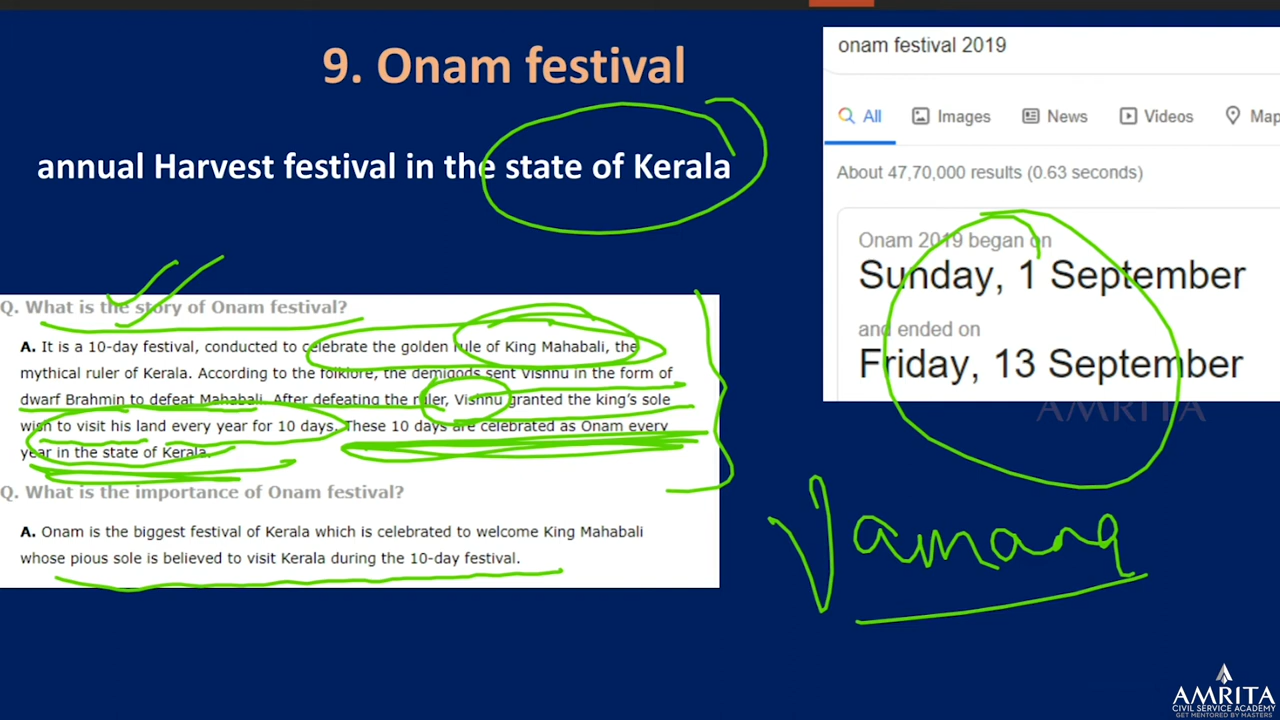 9. Onam festival
annual Harvest festival in the state of Kerala
onam festival 2019
All Images News Videos Map
About 47,70,000 results (0.63 seconds)
Onam 2019 began on
Sunday, 1 September
and ended on
Friday, 13 September
AMRITA
Q. What is the story of Onam festival?
A. It is a 10-day festival, conducted to celebrate the golden rule of King Mahabali, the
mythical ruler of Kerala. According to the folklore, the demigods sent Vishnu in the form of
dwarf Brahmin to defeat Mahabali. After defeating the ruler, Vishnu granted the king's sole
wish to visit his land every year for 10 days. These 10 days are celebrated as Onam every
year in the state of Kerala.
Q. What is the importance of Onam festival?
A. Onam is the biggest festival of Kerala which is celebrated to welcome King Mahabali
whose pious sole is believed to visit Kerala during the 10-day festival.
Vamana
AMRITA
CIVIL SERVICE ACADEMY
GET MENTORED BY MASTERS